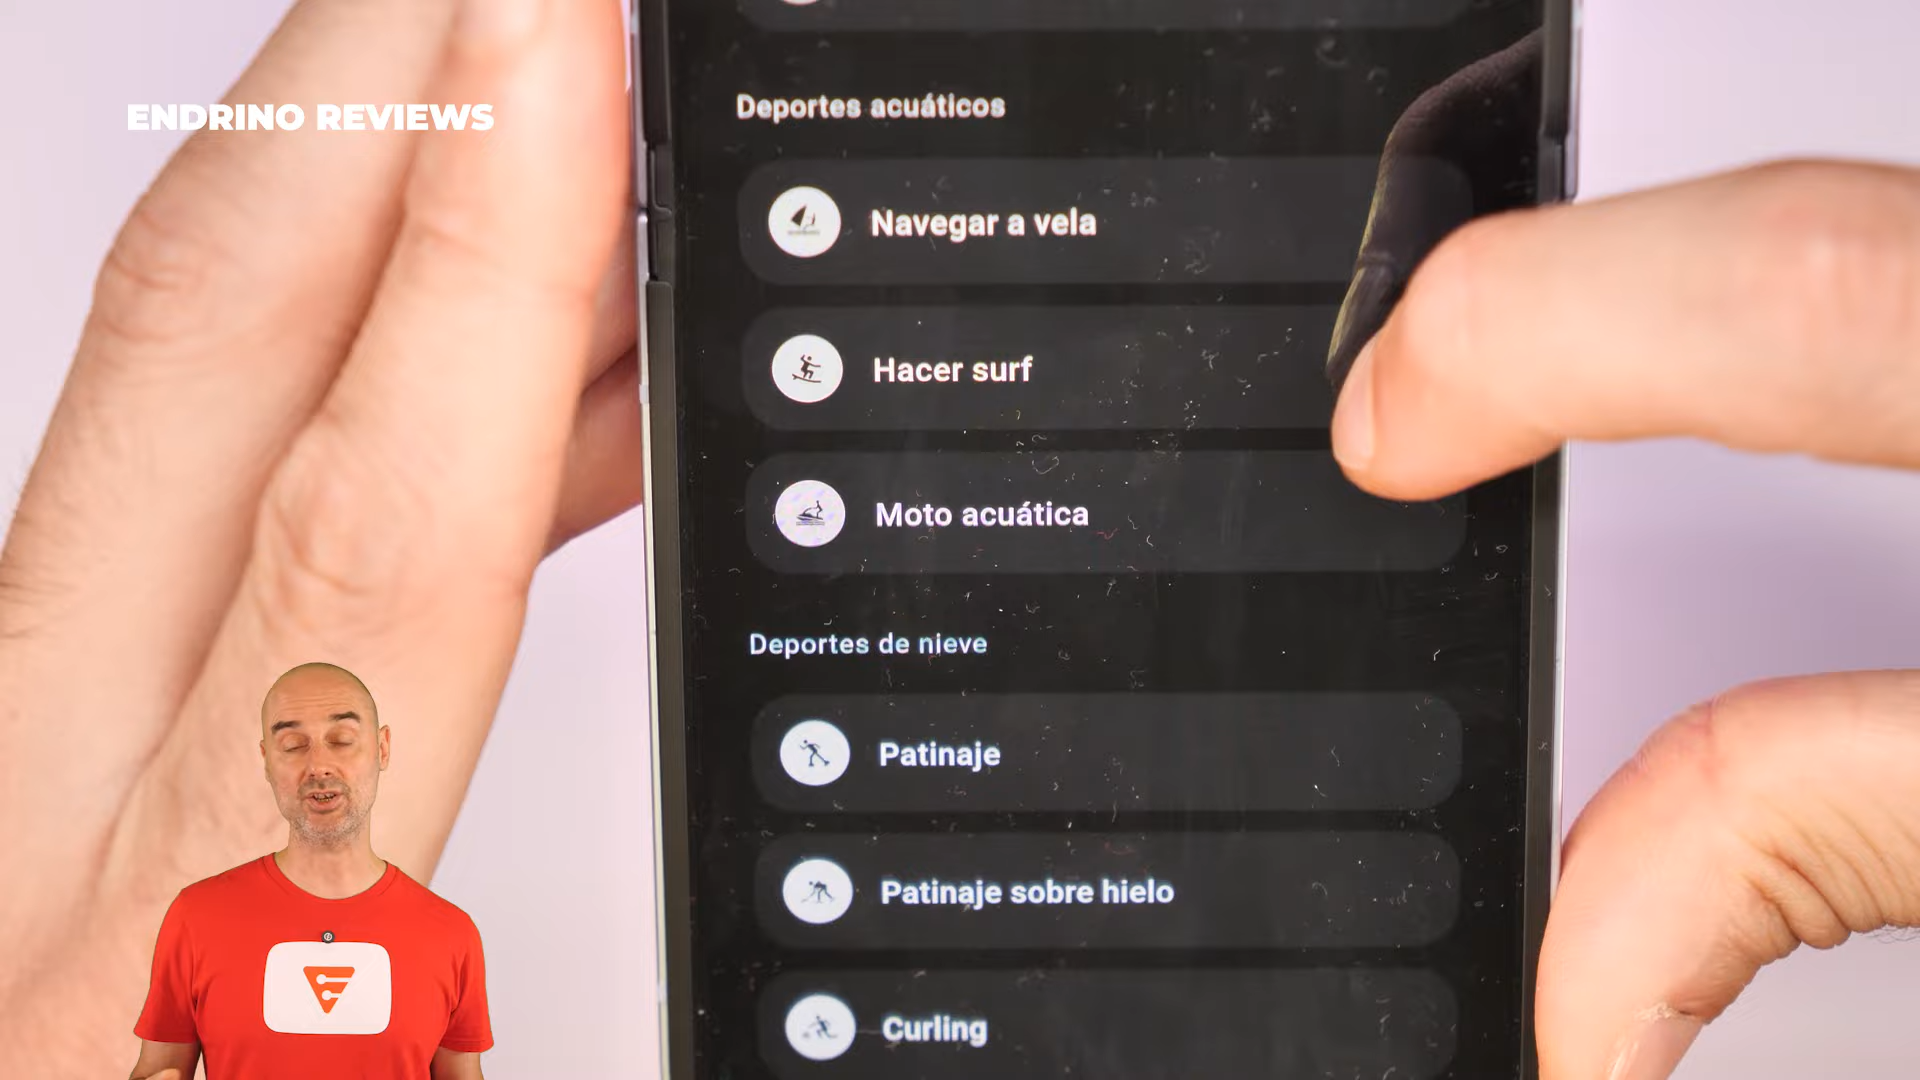 ENDRINO REVIEWS
Deportes acuáticos
Navegar a vela
Hacer surf
Moto acuática
Deportes de nieve
Patinaje
Patinaje sobre hielo
Curling